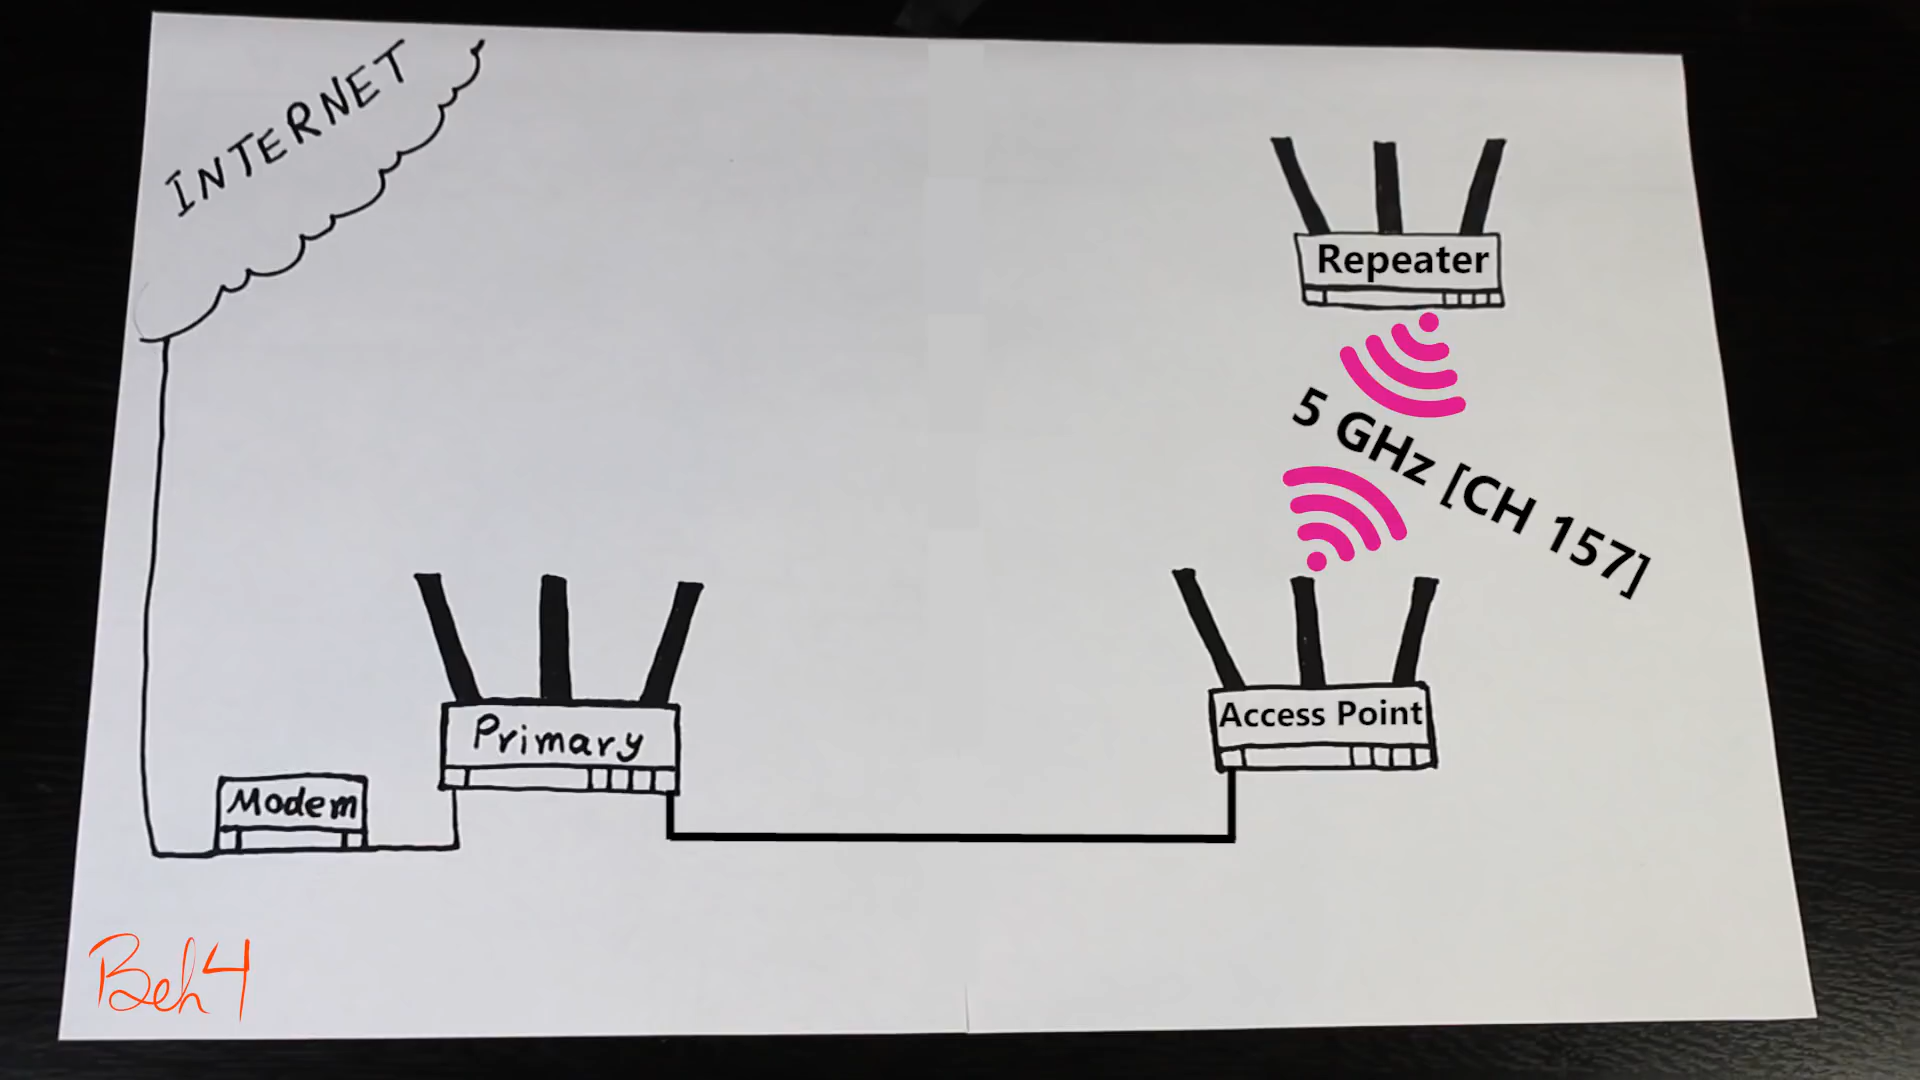 INTERNET
Repeater
5 GHz [CH 157]
Access Point
Primary
Modem
Beh4